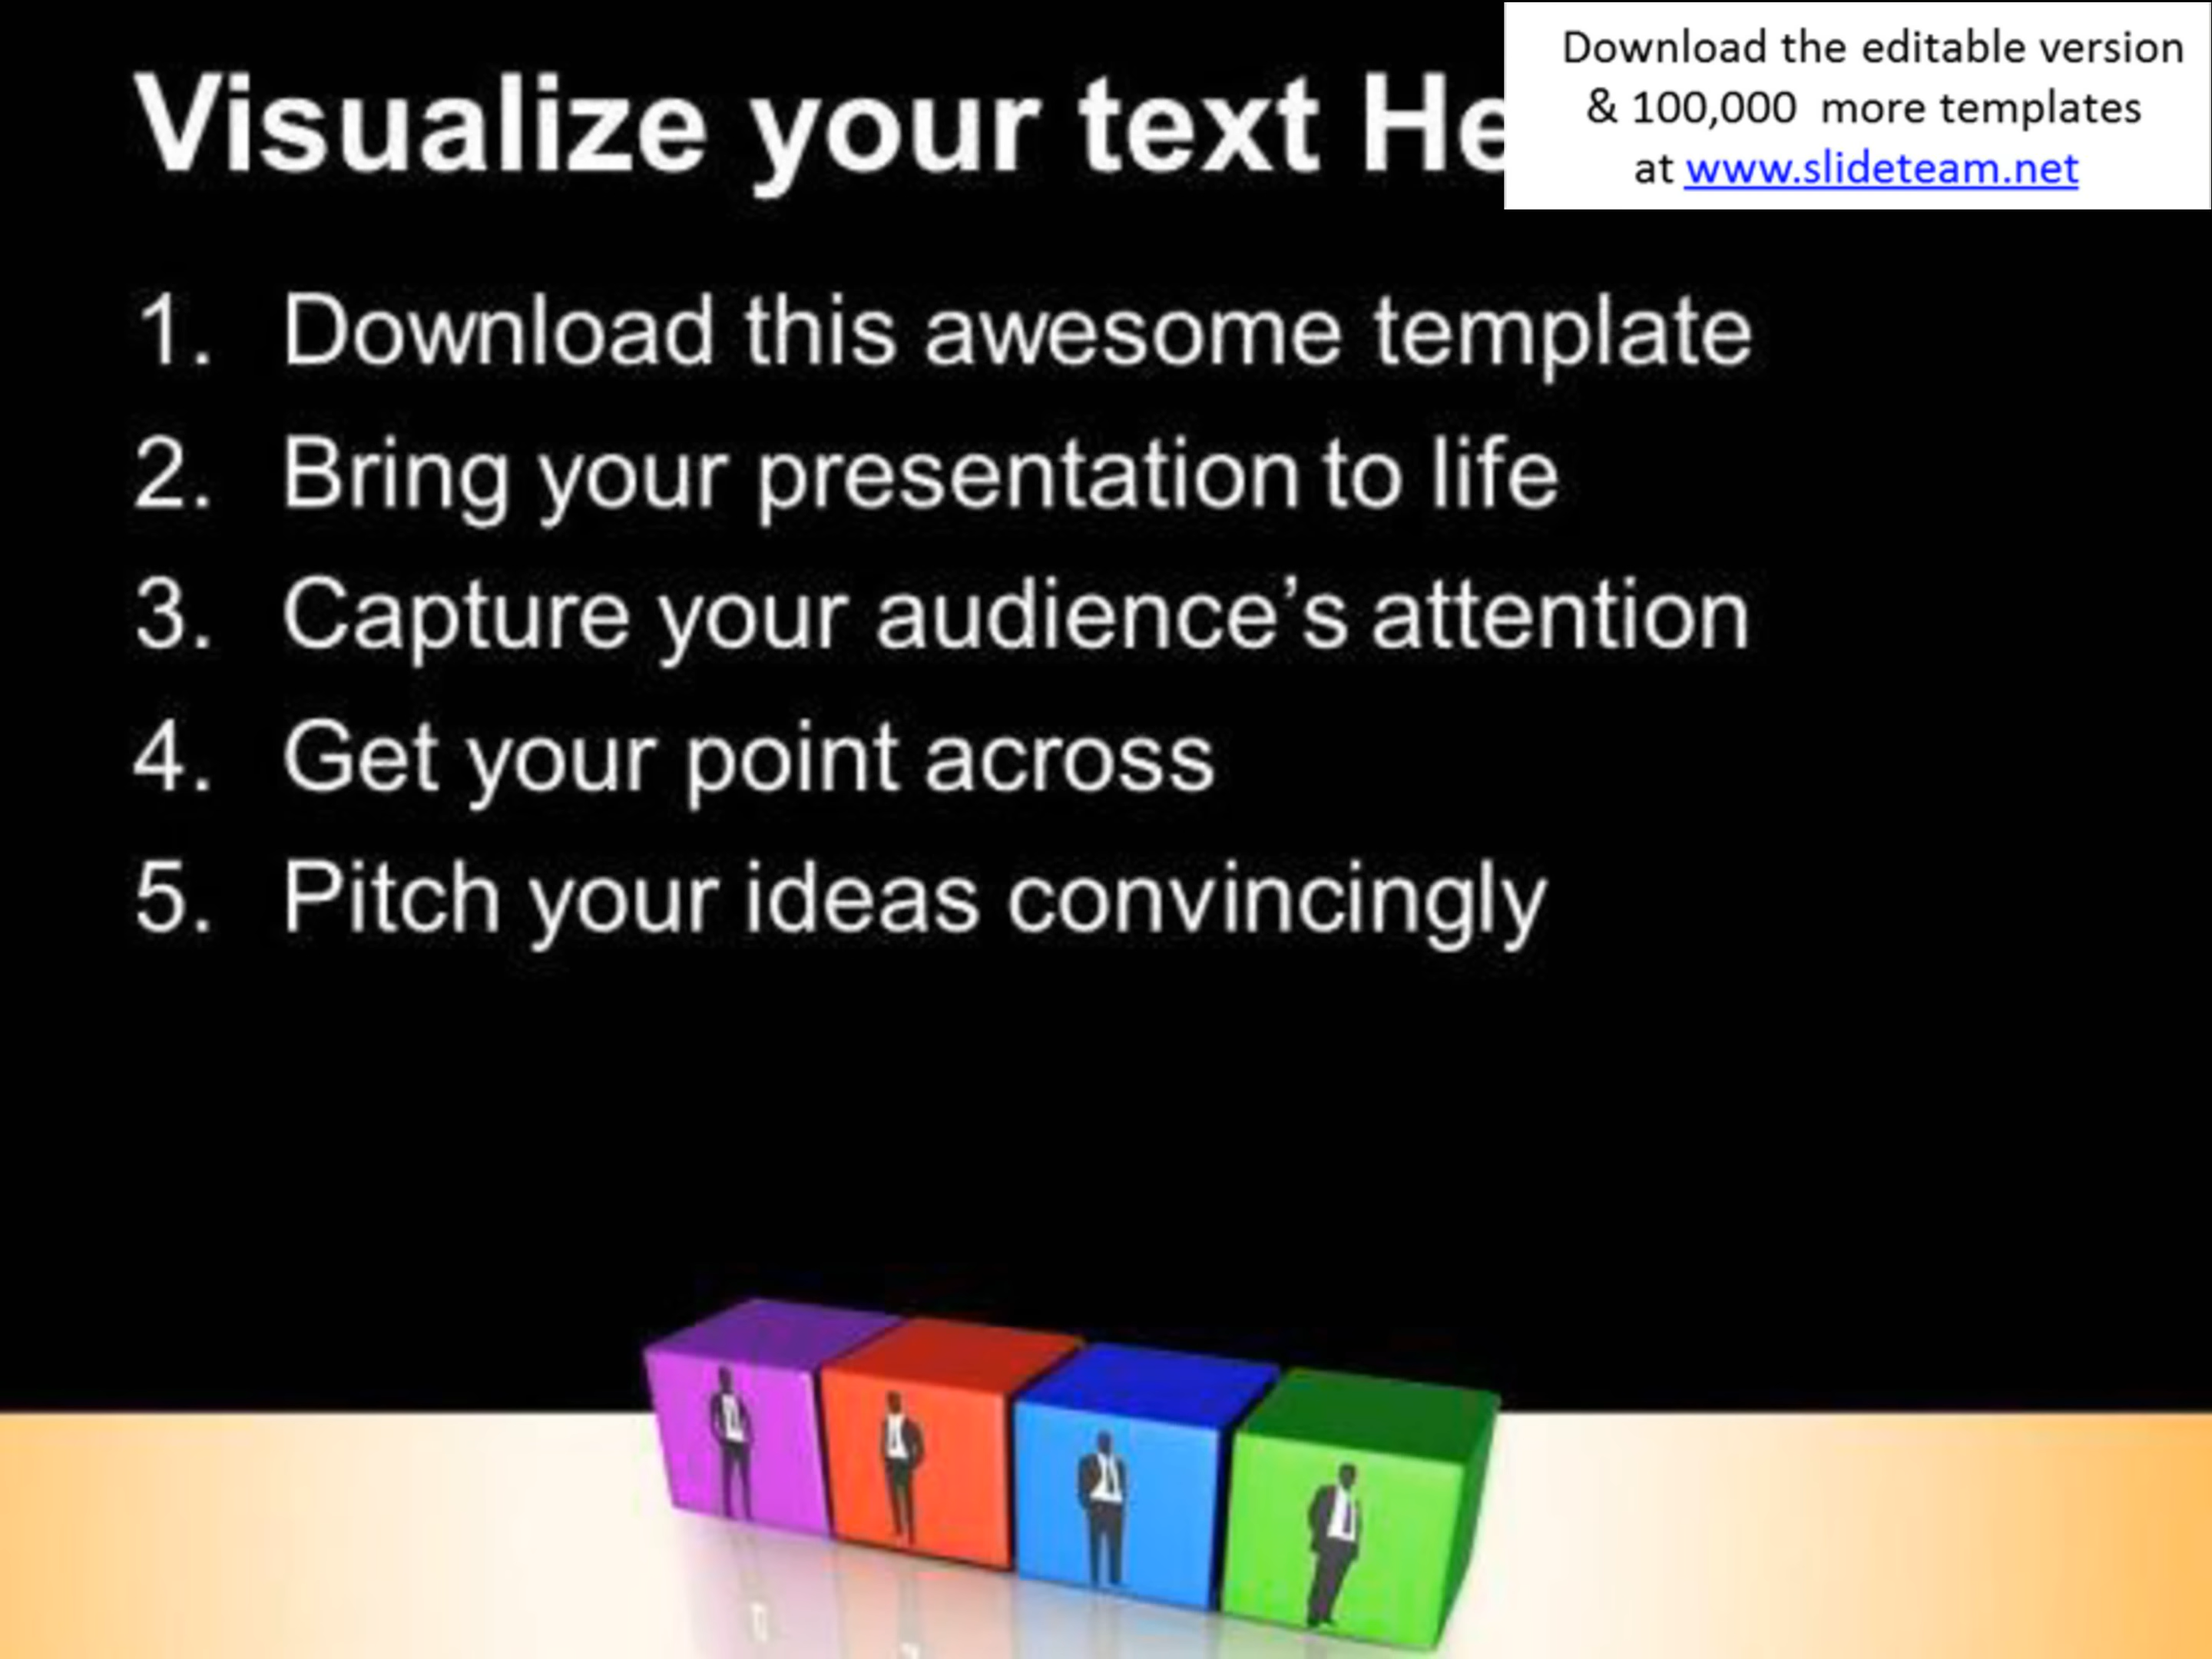 Visualize your text He
Download the editable version
& 100,000 more templates
at www.slideteam.net
1. Download this awesome template
2. Bring your presentation to life
3. Capture your audience’s attention
4. Get your point across
5. Pitch your ideas convincingly